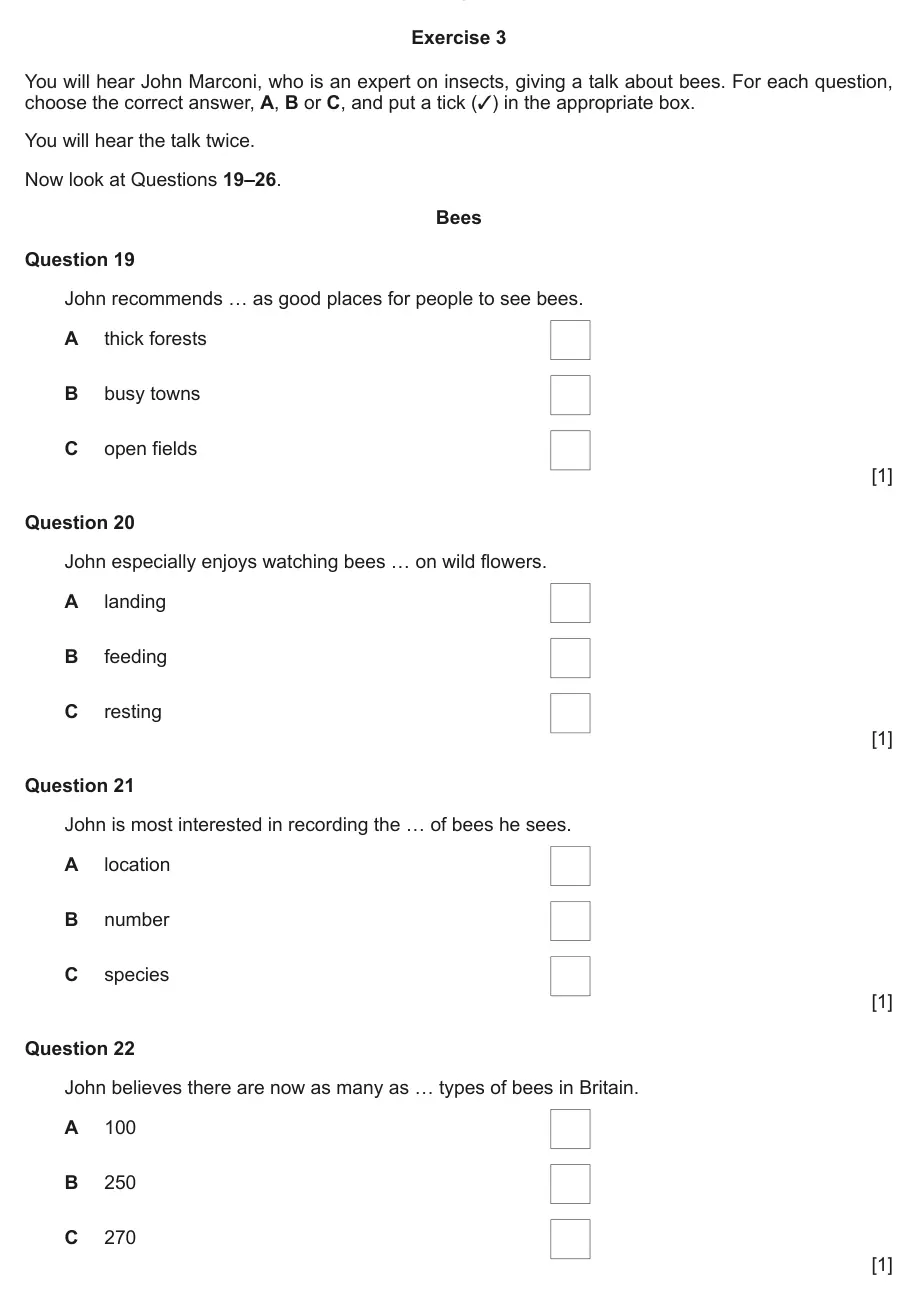 Exercise 3
You will hear John Marconi, who is an expert on insects, giving a talk about bees. For each question,
choose the correct answer, A, B or C, and put a tick (✓) in the appropriate box.
You will hear the talk twice.
Now look at Questions 19–26.
Bees
Question 19
John recommends … as good places for people to see bees.
A thick forests
B busy towns
C open fields
[1]
Question 20
John especially enjoys watching bees … on wild flowers.
A landing
B feeding
C resting
[1]
Question 21
John is most interested in recording the … of bees he sees.
A location
B number
C species
[1]
Question 22
John believes there are now as many as … types of bees in Britain.
A 100
B 250
C 270
[1]